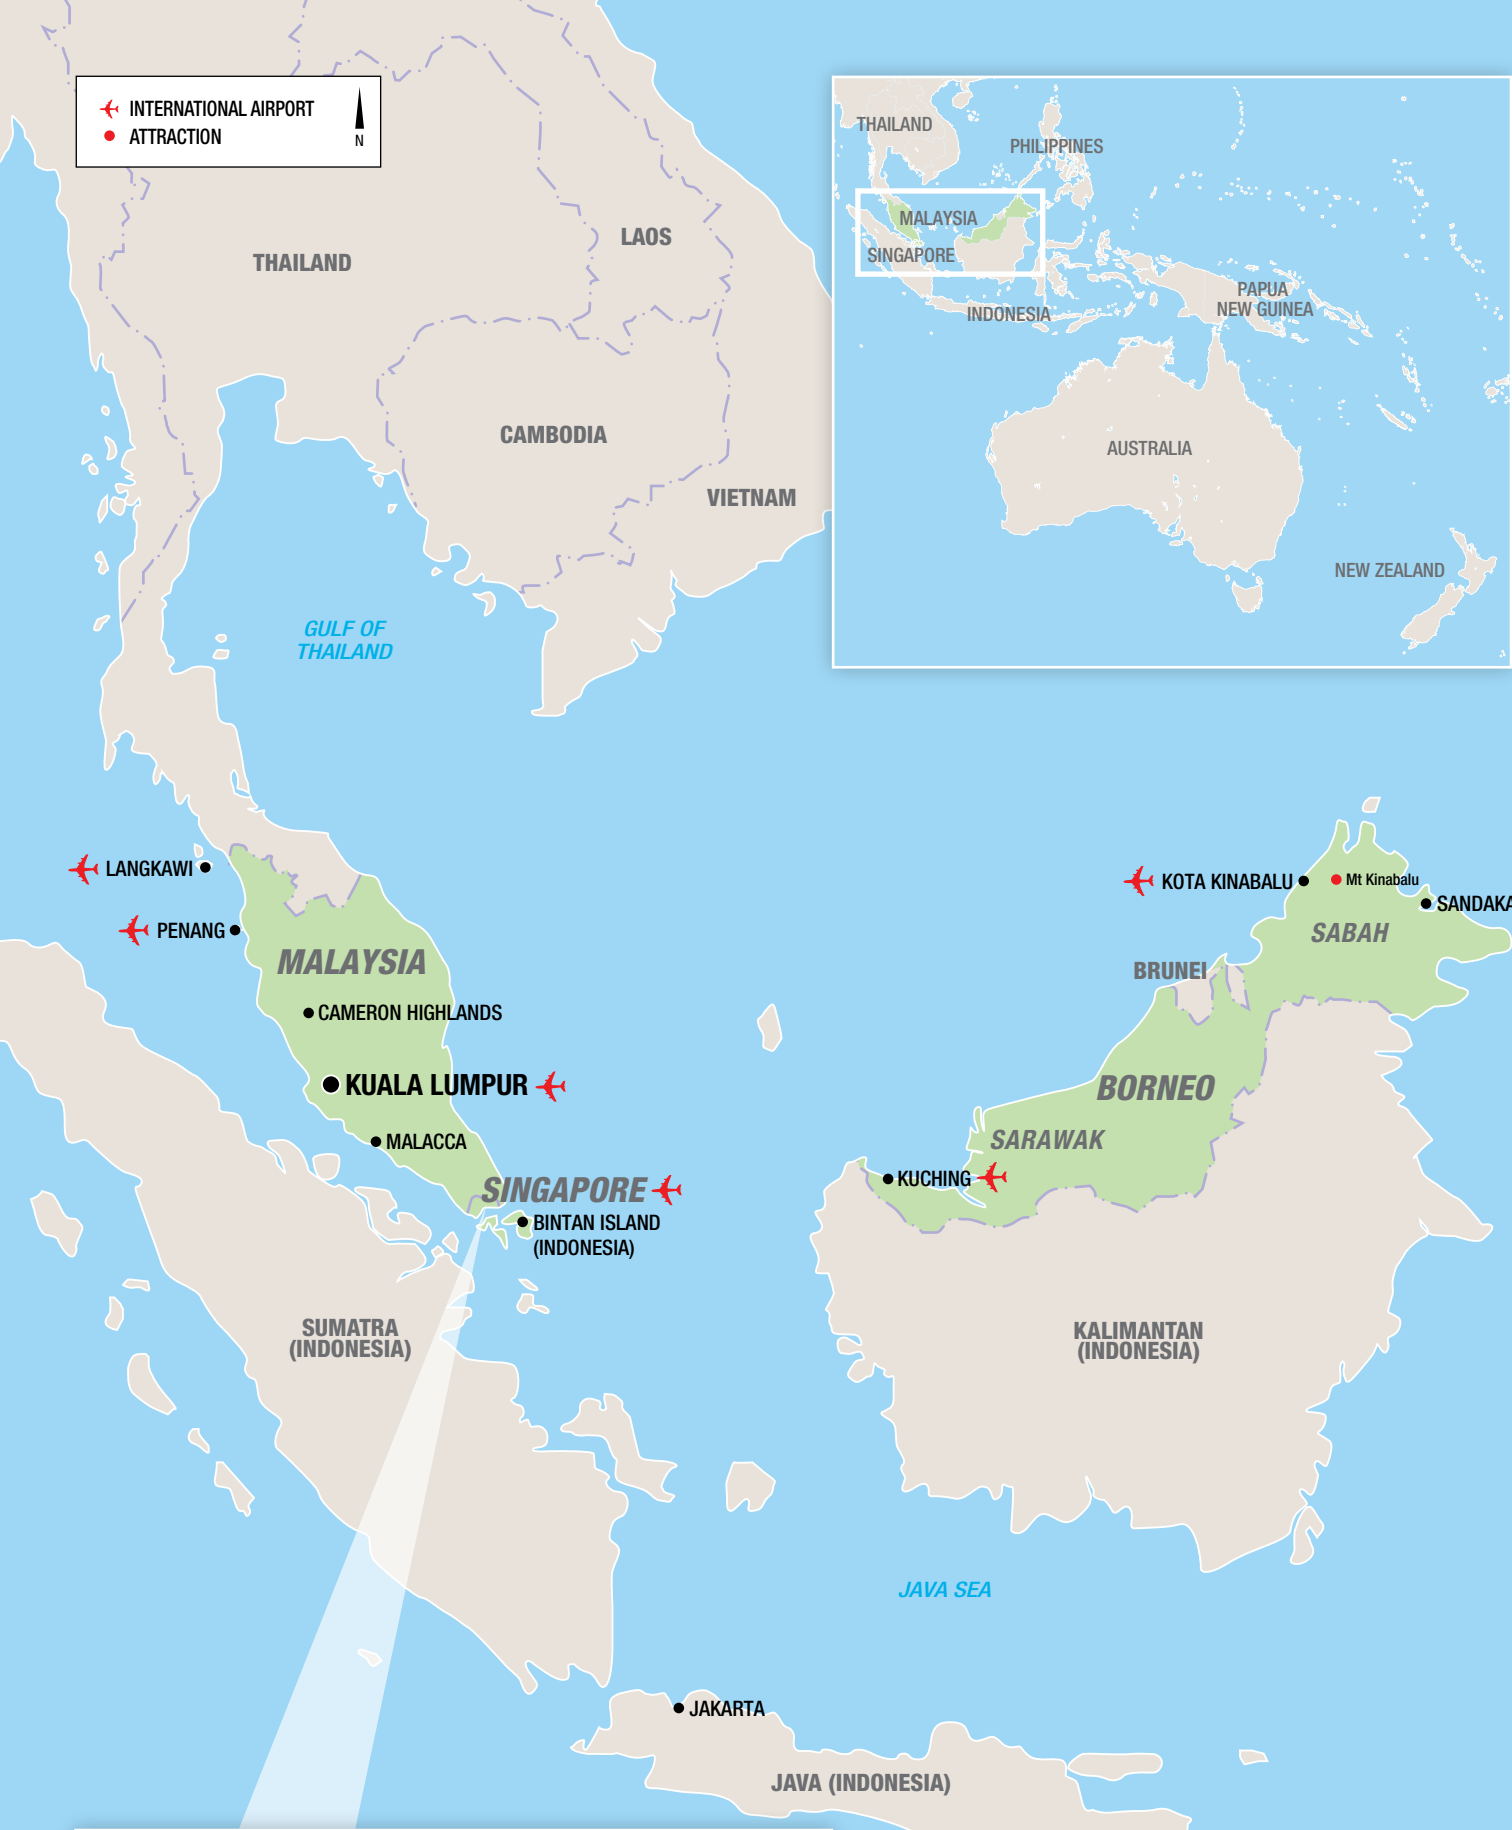 INTERNATIONAL AIRPORT
ATTRACTION
N
THAILAND
LAOS
CAMBODIA
VIETNAM
GULF OF
THAILAND
THAILAND
PHILIPPINES
MALAYSIA
SINGAPORE
INDONESIA
PAPUA
NEW GUINEA
AUSTRALIA
NEW ZEALAND
LANGKAWI
PENANG
MALAYSIA
CAMERON HIGHLANDS
KUALA LUMPUR
MALACCA
SINGAPORE
BINTAN ISLAND
(INDONESIA)
KOTA KINABALU
Mt Kinabalu
SANDAKA
SABAH
BRUNEI
BORNEO
SARAWAK
KUCHING
SUMATRA
(INDONESIA)
KALIMANTAN
(INDONESIA)
JAVA SEA
JAKARTA
JAVA (INDONESIA)